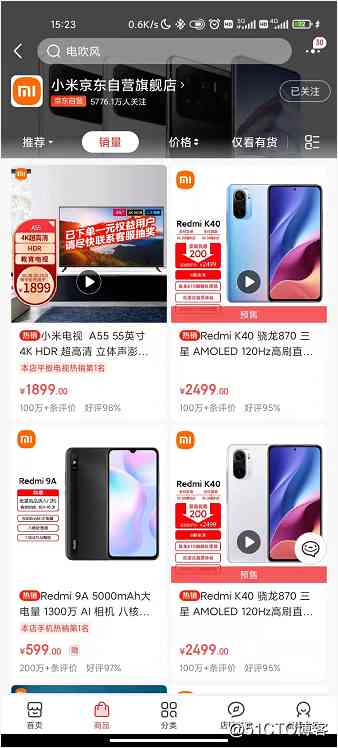 15:23
0.6K/s
5G
4G
HD
82
电吹风
30
小米京东自营旗舰店
京东自营 5776.1万人关注
已关注
推荐
销量
价格
仅看有货
A55
4K超高清
HDR
教育电视
¥1899
已下单一元权益用户
请尽快联系客服抽奖
热销 小米电视 A55 55英寸
4K HDR 超高清 立体声澎…
本店平板电视热销第1名
¥1899.00
100万+条评价 好评98%
Redmi K40
200
2499
预售
热销 Redmi K40 骁龙870 三
星 AMOLED 120Hz高刷直…
¥2499.00
100万+条评价 好评95%
Redmi 9A
热销 Redmi 9A 5000mAh大
电量 1300万 AI 相机 八核…
本店手机热销第1名
¥599.00
200万+条评价 好评97%
Redmi K40
200
2499
预售
热销 Redmi K40 骁龙870 三
星 AMOLED 120Hz高刷直…
¥2499.00
100万+条评价 好评95%
首页
商品
分类
@51CTO博客